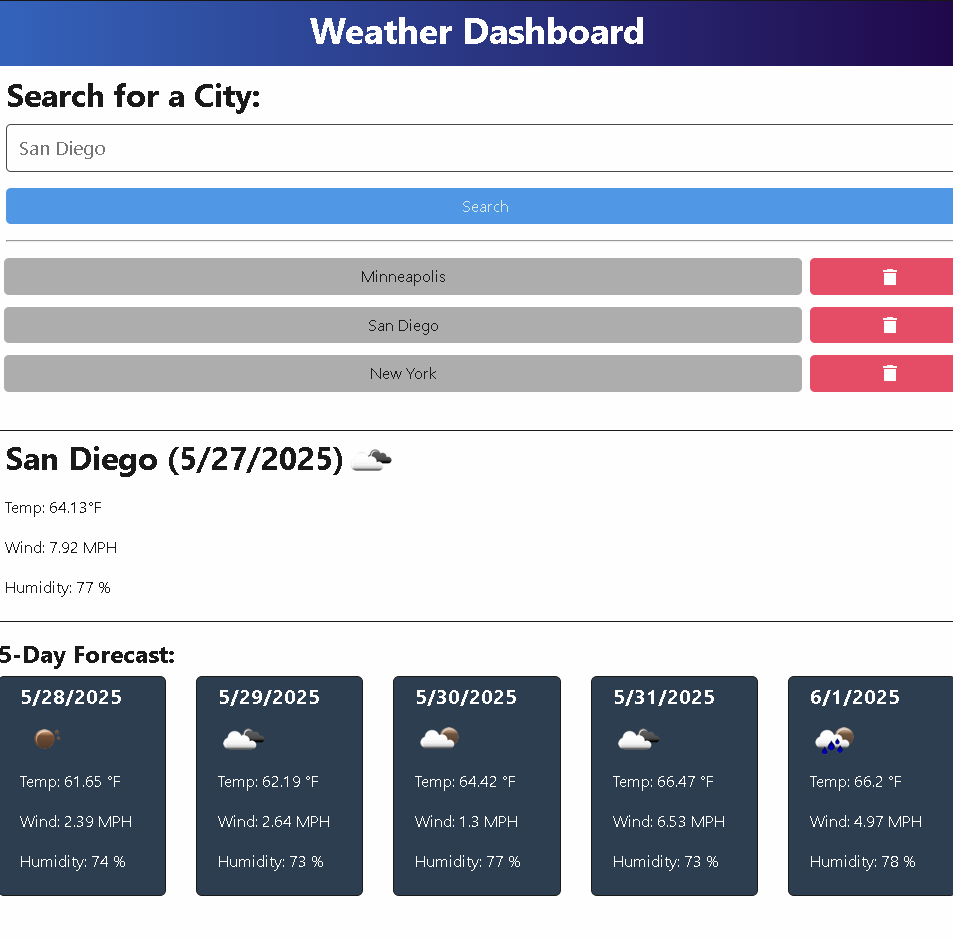 Weather Dashboard
Search for a City:
San Diego
Search
Minneapolis
San Diego
New York
San Diego (5/27/2025)
Temp: 64.13°F
Wind: 7.92 MPH
Humidity: 77 %
5-Day Forecast:
5/28/2025
Temp: 61.65 °F
Wind: 2.39 MPH
Humidity: 74 %
5/29/2025
Temp: 62.19 °F
Wind: 2.64 MPH
Humidity: 73 %
5/30/2025
Temp: 64.42 °F
Wind: 1.3 MPH
Humidity: 77 %
5/31/2025
Temp: 66.47 °F
Wind: 6.53 MPH
Humidity: 73 %
6/1/2025
Temp: 66.2 °F
Wind: 4.97 MPH
Humidity: 78 %